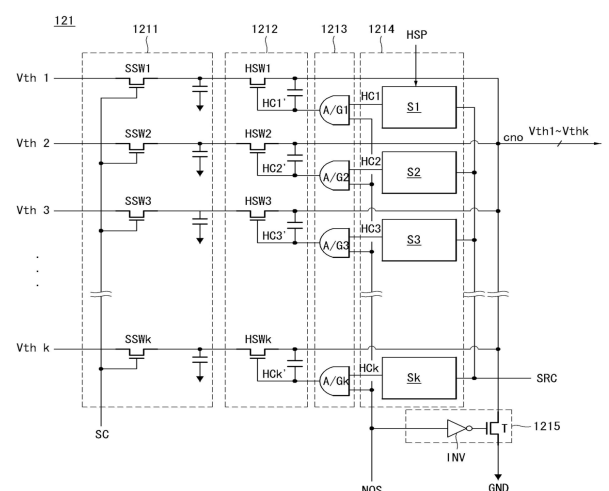 121
1211
1212
1213
1214
HSP
Vth 1
SSW1
HSW1
HC1'
A/G1
HC1
S1
Vth 2
SSW2
HSW2
HC2'
A/G2
HC2
S2
cno
Vth1~Vthk
Vth 3
SSW3
HSW3
HC3'
A/G3
HC3
S3
.
.
.
Vth k
SSWk
HSWk
HCk'
A/Gk
HCk
Sk
SRC
SC
INV
T
1215
NOS
GND